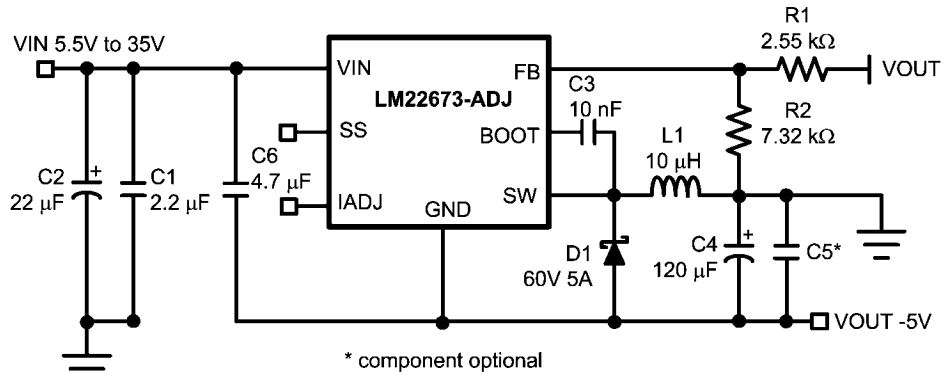 VIN 5.5V to 35V
R1
2.55 kΩ
VOUT
VIN
FB
LM22673-ADJ
C3
10 nF
SS
BOOT
R2
7.32 kΩ
L1
10 μH
C2
22 μF
+
C1
2.2 μF
C6
4.7 μF
IADJ
GND
SW
D1
60V 5A
C4
120 μF
+
C5*
VOUT -5V
* component optional